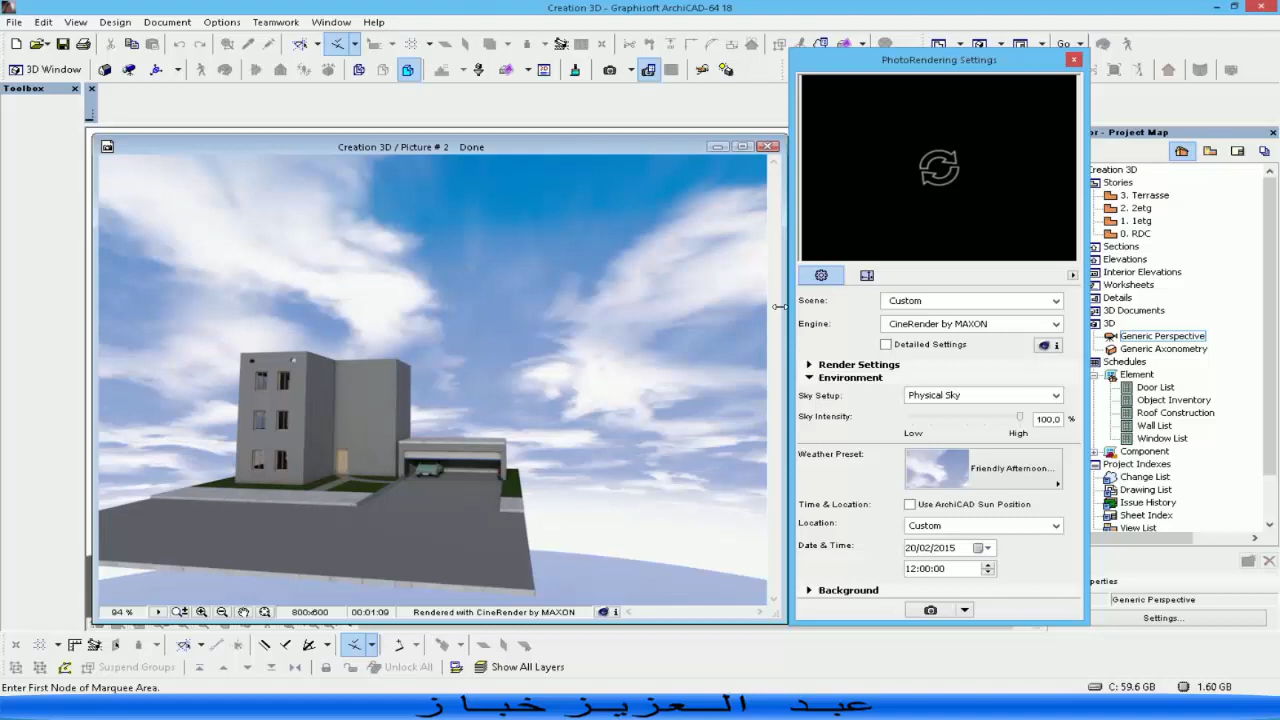 Creation 3D - Graphisoft ArchiCAD-64 18
File Edit View Design Document Options Teamwork Window Help
Go
3D Window
PhotoRendering Settings
Toolbox
Creation 3D / Picture # 2 Done
or - Project Map
Creation 3D
Stories
3. Terrasse
2. 2etg
1. 1etg
0. RDC
Sections
Elevations
Interior Elevations
Worksheets
Details
3D Documents
3D
Generic Perspective
Generic Axonometry
Schedules
Element
Door List
Object Inventory
Roof Construction
Wall List
Window List
Component
Project Indexes
Change List
Drawing List
Issue History
Sheet Index
View List
Scene: Custom
Engine: CineRender by MAXON
Detailed Settings
Render Settings
Environment
Sky Setup: Physical Sky
Sky Intensity: 100,0 %
Low High
Weather Preset: Friendly Afternoon...
Time & Location: Use ArchiCAD Sun Position
Location: Custom
Date & Time: 20/02/2015
12:00:00
Background
94 % 800x600 00:01:09 Rendered with CineRender by MAXON
perties
Generic Perspective
Settings...
Suspend Groups Unlock All Show All Layers
Enter First Node of Marquee Area. C: 59.6 GB 1.60 GB
عبد العزيز خباز